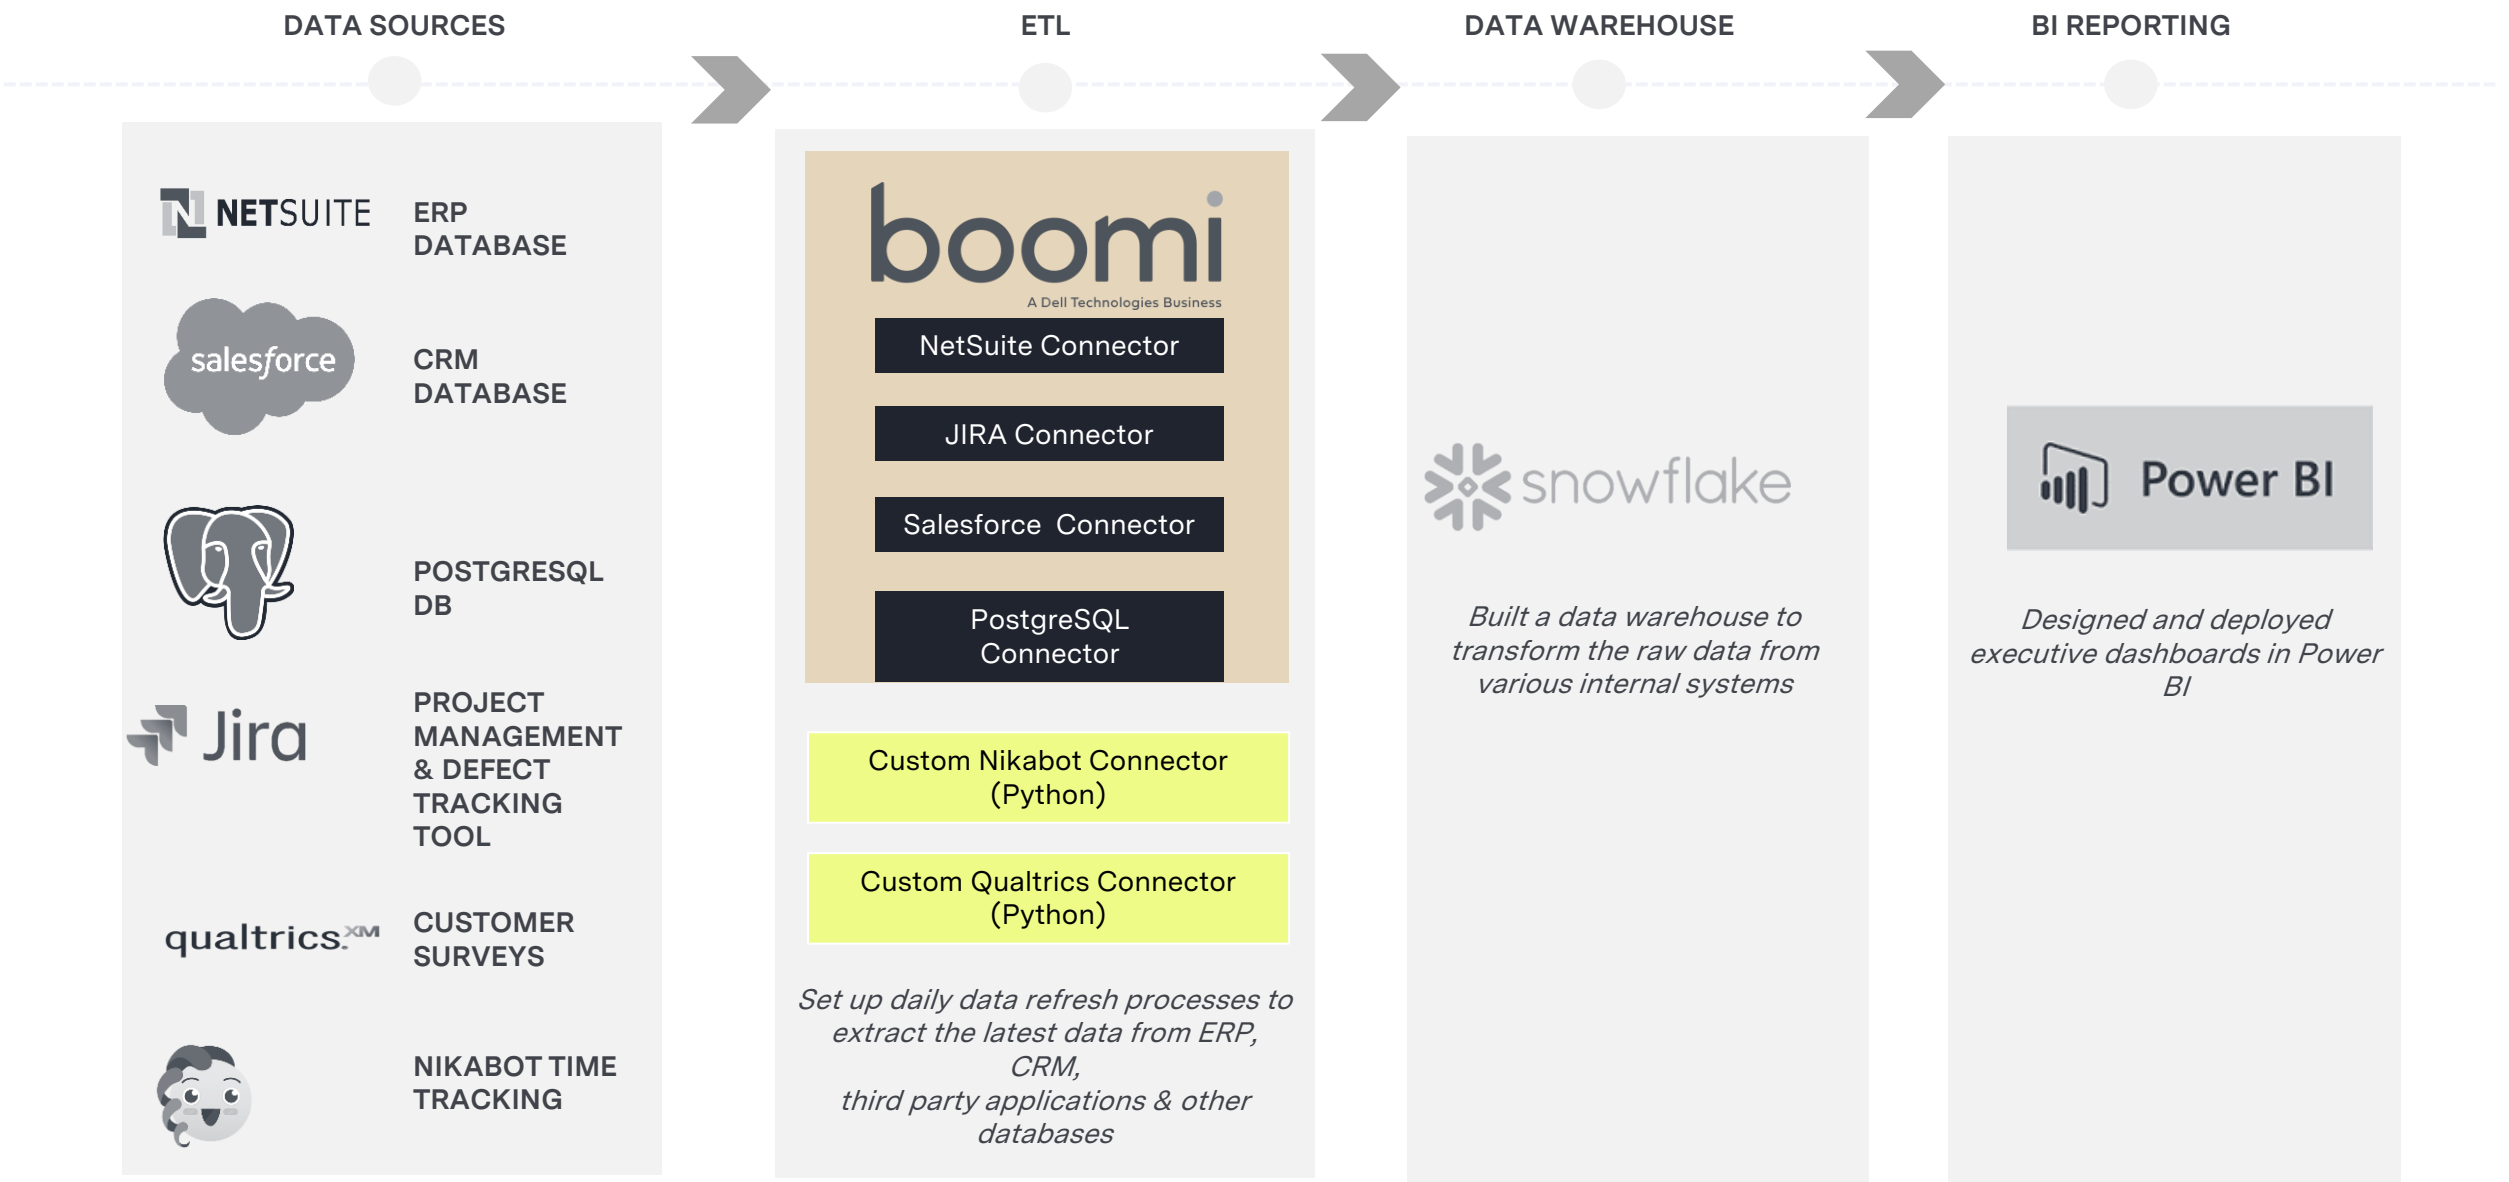 DATA SOURCES
ETL
DATA WAREHOUSE
BI REPORTING
NETSUITE
ERP
DATABASE
salesforce
CRM
DATABASE
POSTGRESQL
DB
Jira
PROJECT
MANAGEMENT
& DEFECT
TRACKING
TOOL
qualtrics.XM
CUSTOMER
SURVEYS
NIKABOT TIME
TRACKING
boomi
A Dell Technologies Business
NetSuite Connector
JIRA Connector
Salesforce Connector
PostgreSQL
Connector
Custom Nikabot Connector
(Python)
Custom Qualtrics Connector
(Python)
Set up daily data refresh processes to
extract the latest data from ERP,
CRM,
third party applications & other
databases
snowflake
Built a data warehouse to
transform the raw data from
various internal systems
Power BI
Designed and deployed
executive dashboards in Power
BI